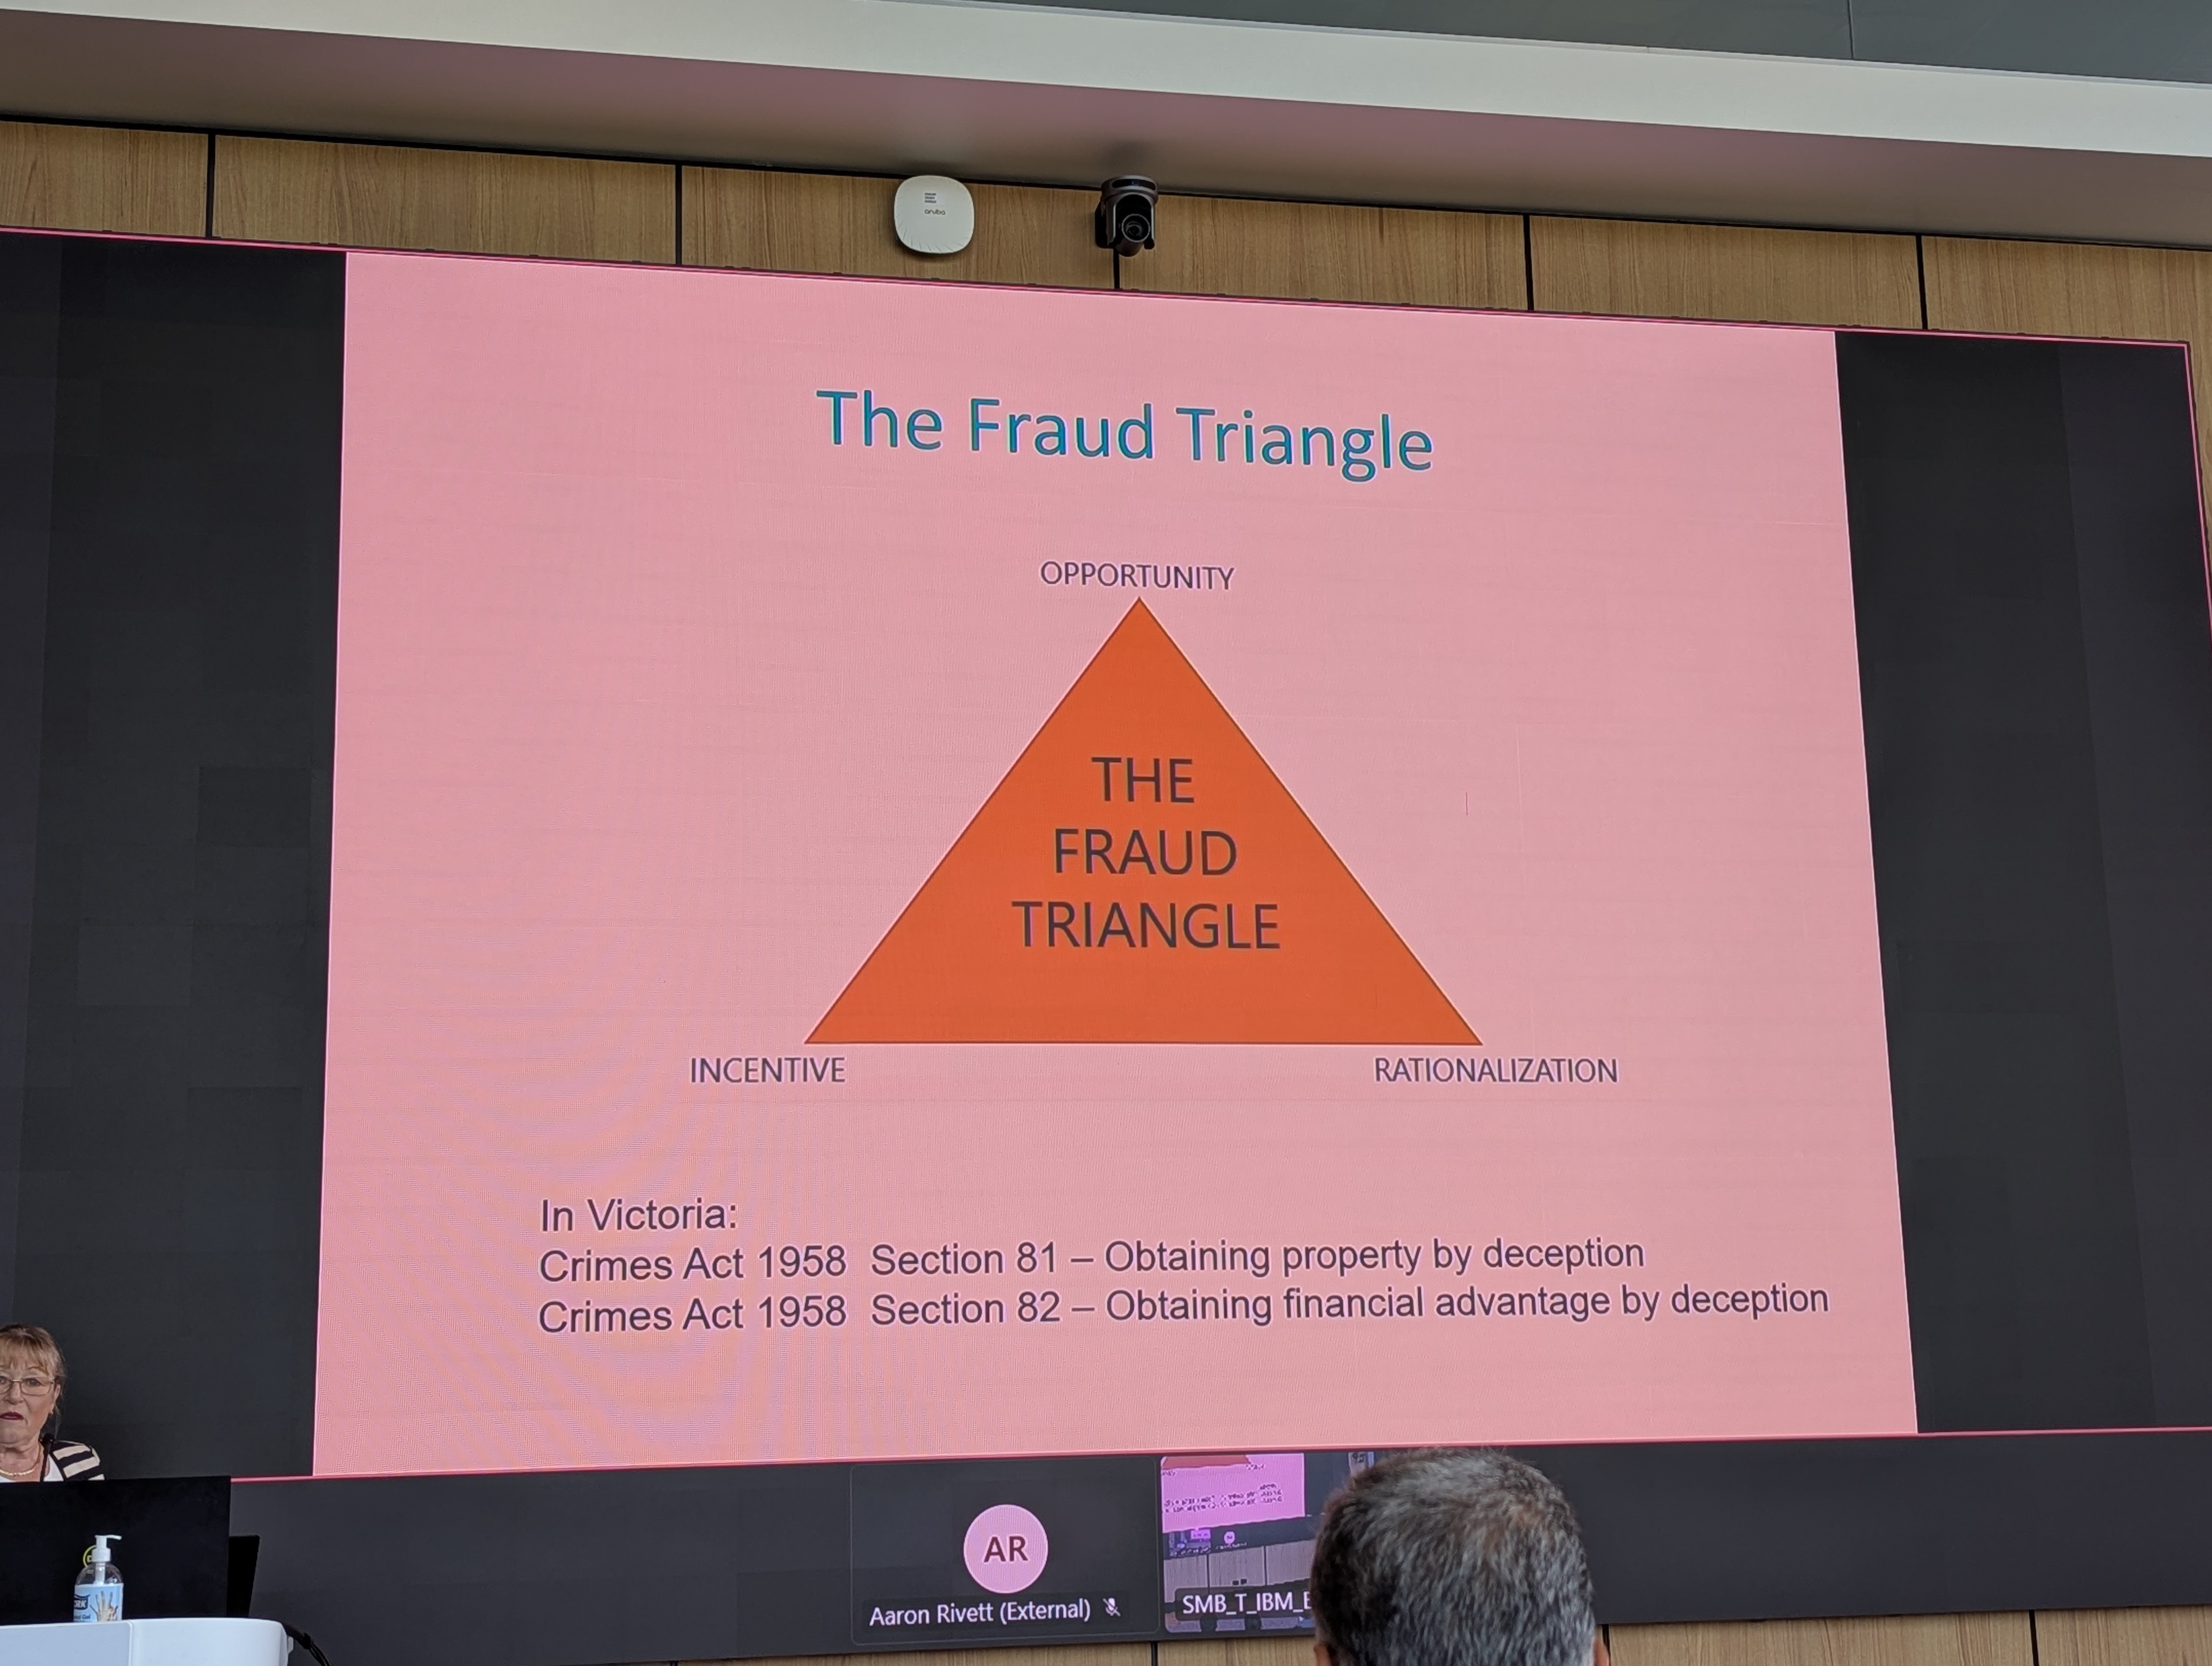 aruba
The Fraud Triangle
OPPORTUNITY
THE
FRAUD
TRIANGLE
INCENTIVE
RATIONALIZATION
In Victoria:
Crimes Act 1958  Section 81 – Obtaining property by deception
Crimes Act 1958  Section 82 – Obtaining financial advantage by deception
AR
Aaron Rivett (External)
SMB_T_IBM_